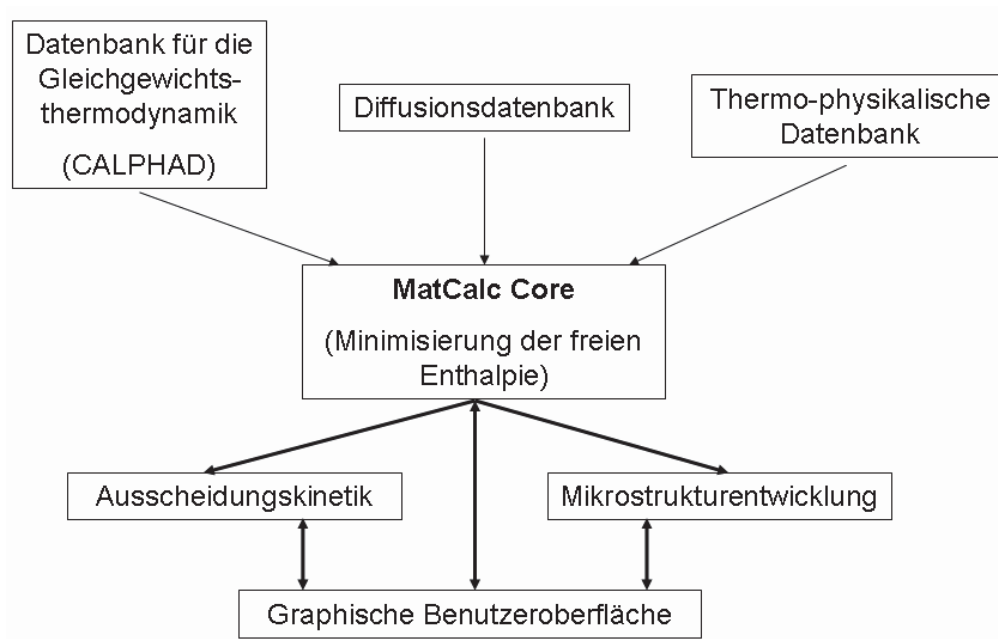 Datenbank für die
Gleichgewichts-
thermodynamik
(CALPHAD)
Diffusionsdatenbank
Thermo-physikalische
Datenbank
MatCalc Core
(Minimisierung der freien
Enthalpie)
Ausscheidungskinetik
Mikrostrukturentwicklung
Graphische Benutzeroberfläche